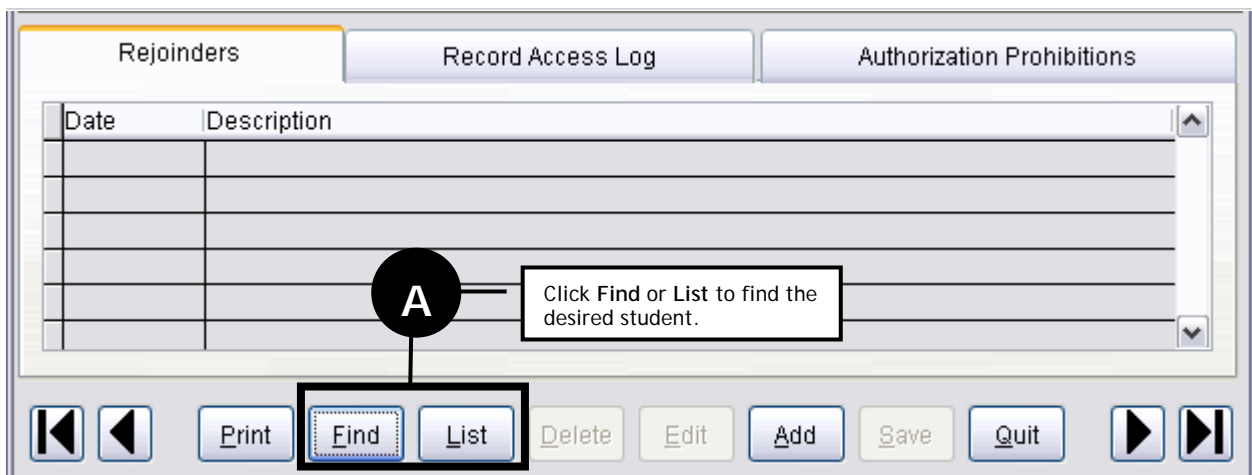 Rejoinders Record Access Log Authorization Prohibitions
Date Description
A
Click Find or List to find the
desired student.
Print Find List Delete Edit Add Save Quit